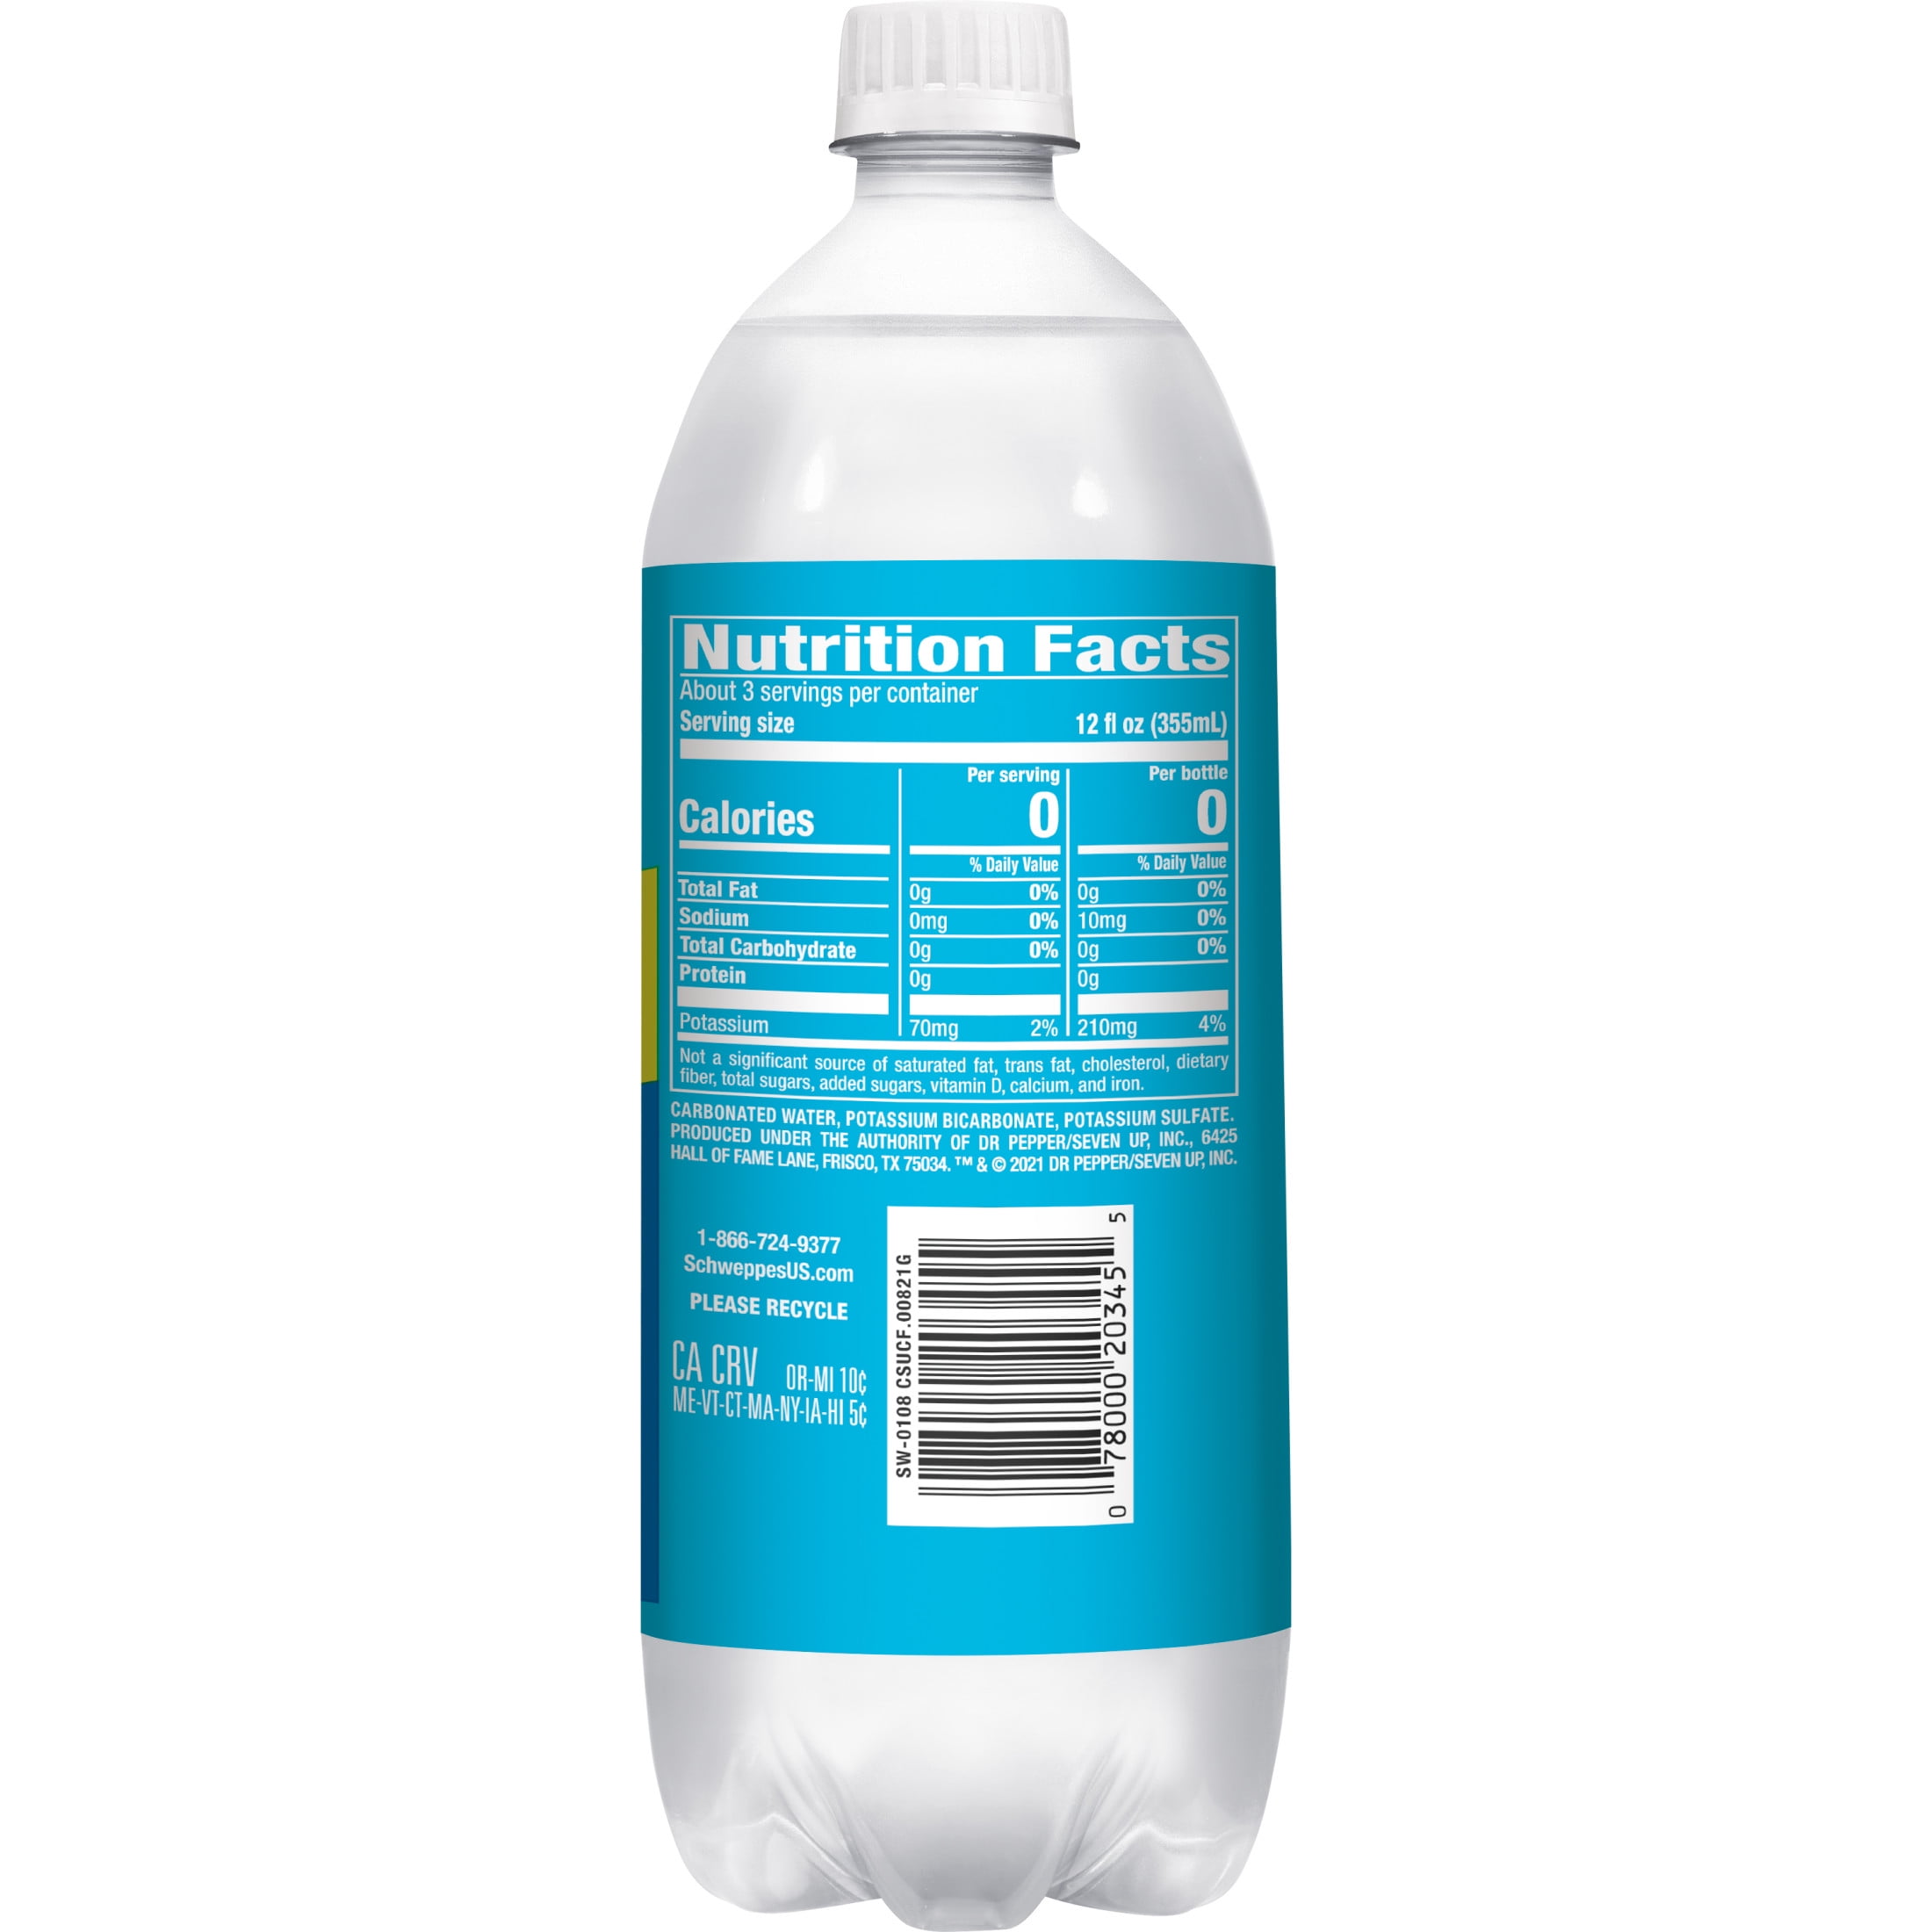 Nutrition Facts
About 3 servings per container
Serving size 12 fl oz (355mL)
Per serving Per bottle
Calories 0 0
% Daily Value % Daily Value
Total Fat 0g 0% 0g 0%
Sodium 0mg 0% 10mg 0%
Total Carbohydrate 0g 0% 0g 0%
Protein 0g 0g
Potassium 70mg 2% 210mg 4%
Not a significant source of saturated fat, trans fat, cholesterol, dietary
fiber, total sugars, added sugars, vitamin D, calcium, and iron.
CARBONATED WATER, POTASSIUM BICARBONATE, POTASSIUM SULFATE.
PRODUCED UNDER THE AUTHORITY OF DR PEPPER/SEVEN UP, INC., 6425
HALL OF FAME LANE, FRISCO, TX 75034. ™ & © 2021 DR PEPPER/SEVEN UP, INC.
1-866-724-9377
SchweppesUS.com
PLEASE RECYCLE
CA CRV OR-MI 10¢
ME-VT-CT-MA-NY-IA-HI 5¢
SW-0108 CSUCF.00821G
0 78000 20345 5